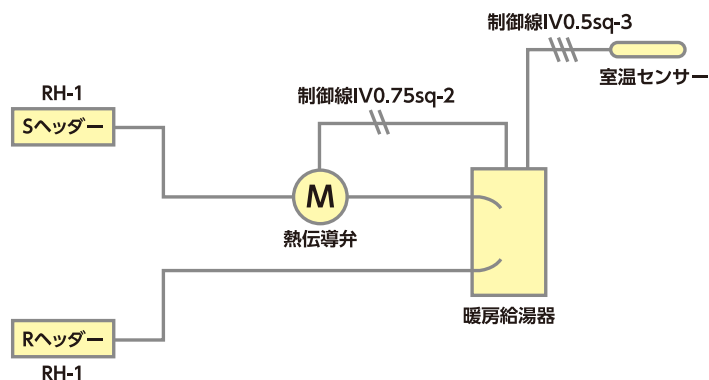 制御線IV0.5sq-3
室温センサー
RH-1
制御線IV0.75sq-2
Sヘッダー
M
熱伝導弁
暖房給湯器
Rヘッダー
RH-1